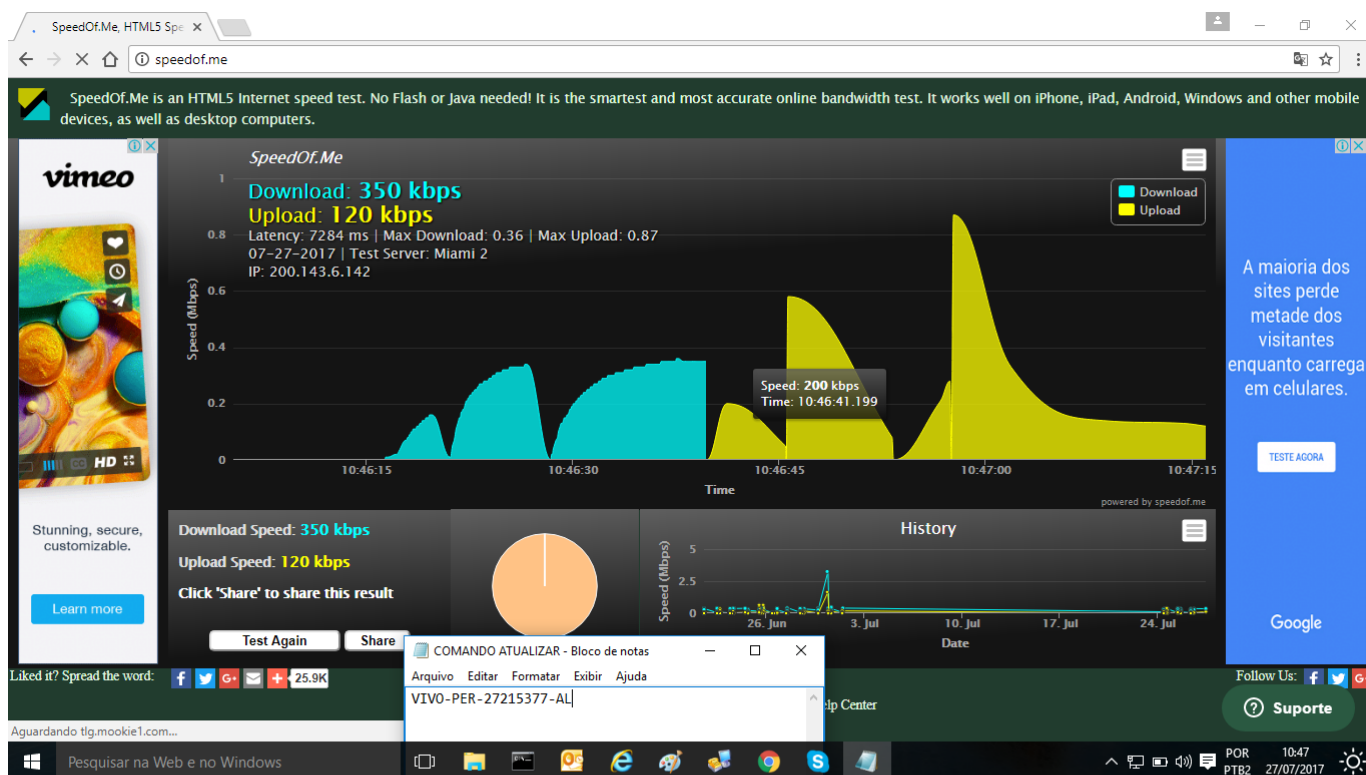 SpeedOf.Me, HTML5 Spe
speedof.me
SpeedOf.Me is an HTML5 Internet speed test. No Flash or Java needed! It is the smartest and most accurate online bandwidth test. It works well on iPhone, iPad, Android, Windows and other mobile
devices, as well as desktop computers.
vimeo
CC HD
Stunning, secure,
customizable.
Learn more
SpeedOf.Me
Download: 350 kbps
Upload: 120 kbps
Latency: 7284 ms | Max Download: 0.36 | Max Upload: 0.87
07-27-2017 | Test Server: Miami 2
IP: 200.143.6.142
Download
Upload
Speed (Mbps)
1
0.8
0.6
0.4
0.2
0
Speed: 200 kbps
Time: 10:46:41.199
10:46:15
10:46:30
10:46:45
10:47:00
10:47:15
Time
powered by speedof.me
A maioria dos
sites perde
metade dos
visitantes
enquanto carrega
em celulares.
TESTE AGORA
Google
Download Speed: 350 kbps
Upload Speed: 120 kbps
Click 'Share' to share this result
Test Again
Share
History
Speed (Mbps)
5
2.5
0
26. Jun
3. Jul
10. Jul
17. Jul
24. Jul
Date
Liked it? Spread the word:
25.9K
Follow Us:
COMANDO ATUALIZAR - Bloco de notas
Arquivo Editar Formatar Exibir Ajuda
VIVO-PER-27215377-AL
Center
Suporte
Aguardando tlg.mookie1.com...
Pesquisar na Web e no Windows
POR
PTB2
10:47
27/07/2017